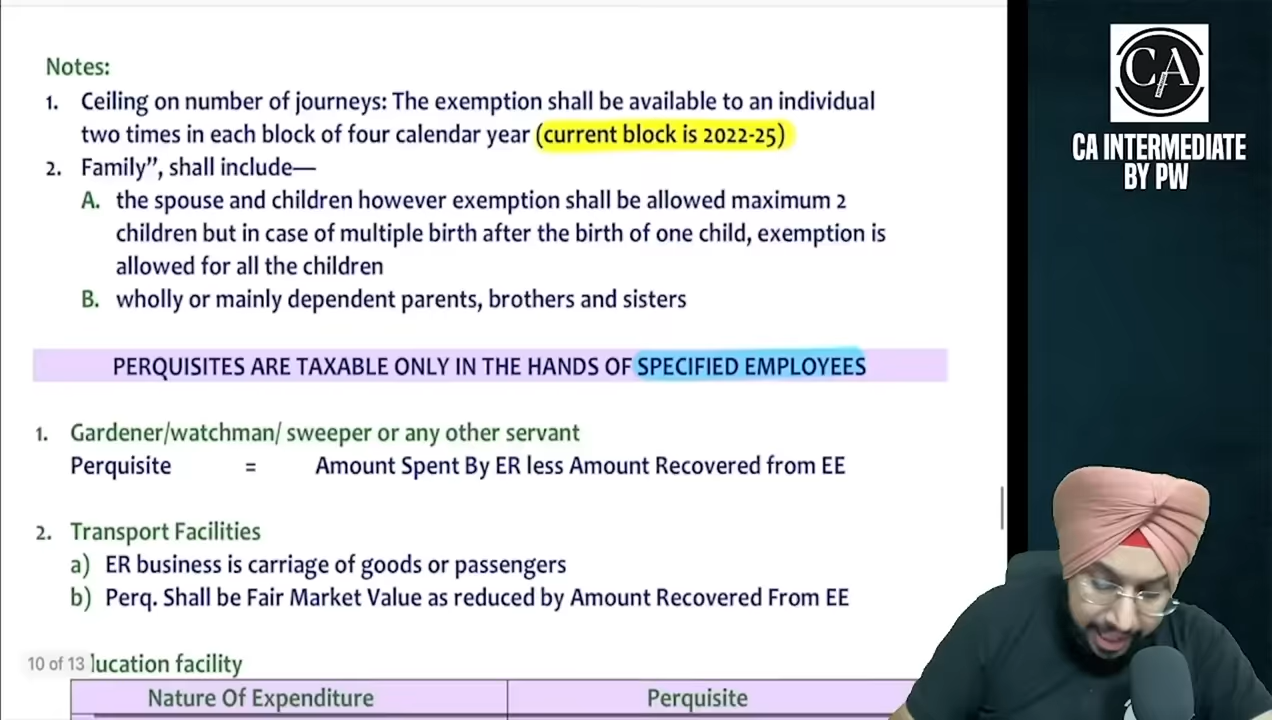 Notes:
1. Ceiling on number of journeys: The exemption shall be available to an individual
two times in each block of four calendar year (current block is 2022-25)
2. Family”, shall include—
A. the spouse and children however exemption shall be allowed maximum 2
children but in case of multiple birth after the birth of one child, exemption is
allowed for all the children
B. wholly or mainly dependent parents, brothers and sisters
PERQUISITES ARE TAXABLE ONLY IN THE HANDS OF SPECIFIED EMPLOYEES
1. Gardener/watchman/ sweeper or any other servant
Perquisite = Amount Spent By ER less Amount Recovered from EE
2. Transport Facilities
a) ER business is carriage of goods or passengers
b) Perq. Shall be Fair Market Value as reduced by Amount Recovered From EE
10 of 13 lucation facility
Nature Of Expenditure Perquisite
CA
CA INTERMEDIATE
BY PW